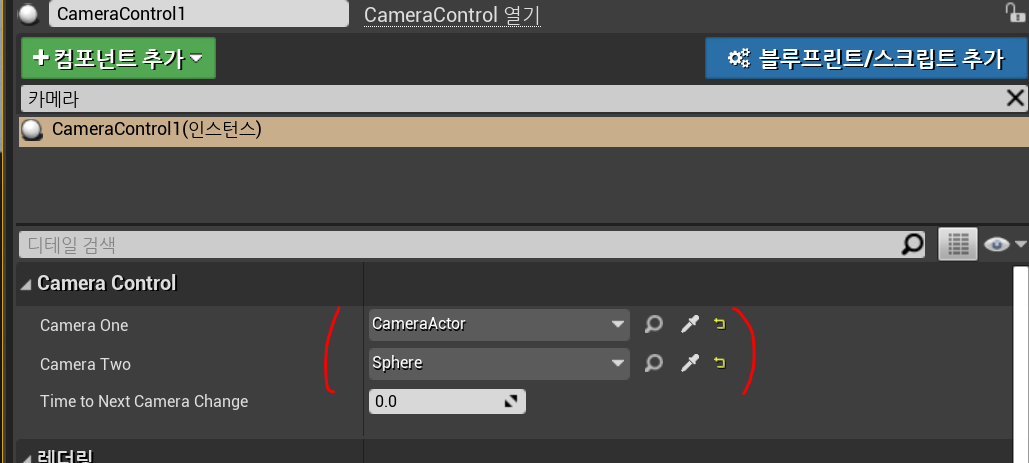 CameraControl1
CameraControl 열기
+컴포넌트 추가
블루프린트/스크립트 추가
카메라
CameraControl1(인스턴스)
디테일 검색
Camera Control
Camera One
CameraActor
Camera Two
Sphere
Time to Next Camera Change
0.0
렌더링